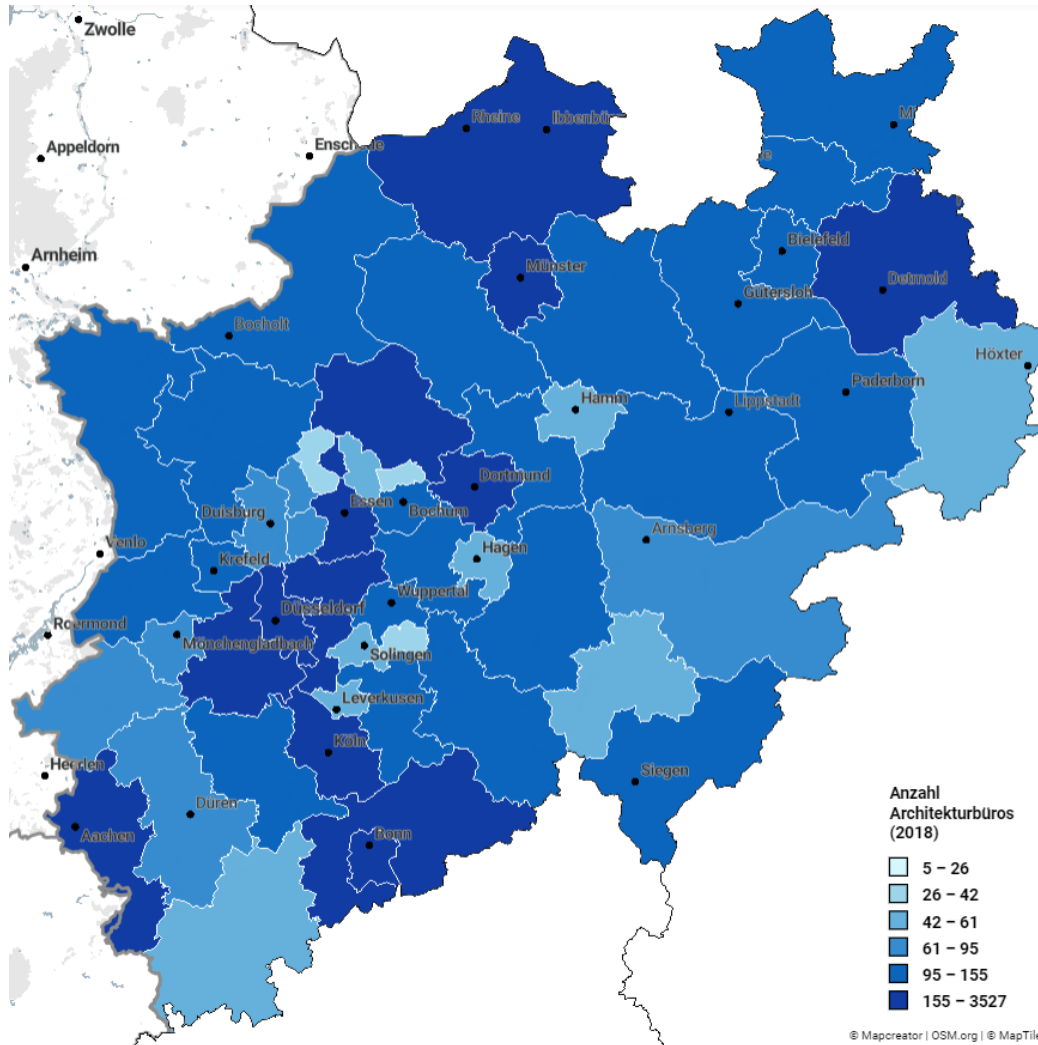 Zwolle
Rheine
Appeldorn
Arnheim
Münster
Bielefeld
Gütersloh
Detmold
Bocholt
Höxter
Paderborn
Hamm
Lippstadt
Dortmund
Essen
Bochum
Duisburg
Arnsberg
Venlo
Hagen
Krefeld
Wuppertal
Düsseldorf
Roermond
Mönchengladbach
Solingen
Leverkusen
Köln
Heerlen
Siegen
Düren
Aachen
Bonn
Anzahl
Architekturbüros
(2018)
5 – 26
26 – 42
42 – 61
61 – 95
95 – 155
155 – 3527
© Mapcreator | OSM.org | © MapTile